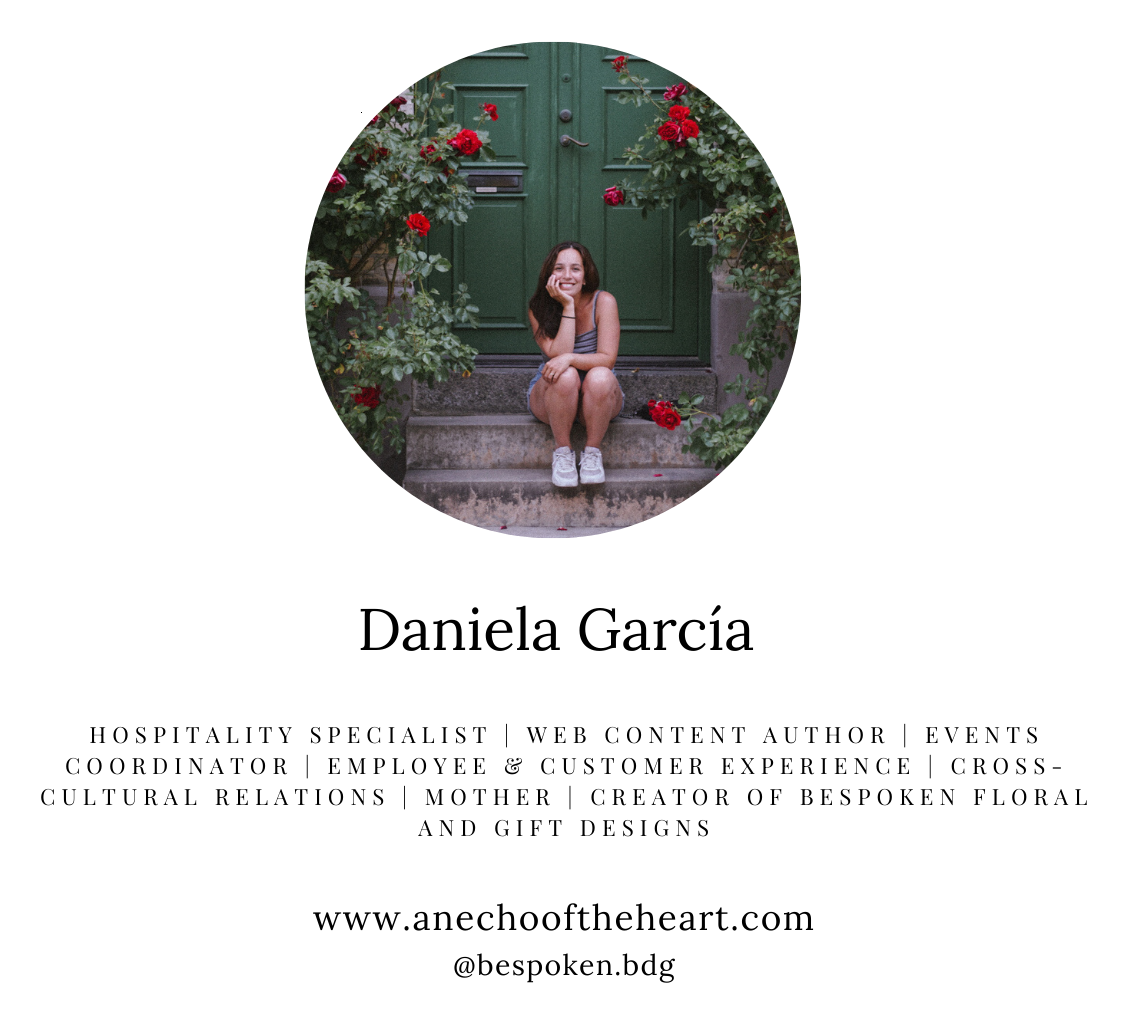 Daniela García
HOSPITALITY SPECIALIST | WEB CONTENT AUTHOR | EVENTS
COORDINATOR | EMPLOYEE & CUSTOMER EXPERIENCE | CROSS-
CULTURAL RELATIONS | MOTHER | CREATOR OF BESPOKEN FLORAL
AND GIFT DESIGNS
www.anechooftheheart.com
@bespoken.bdg